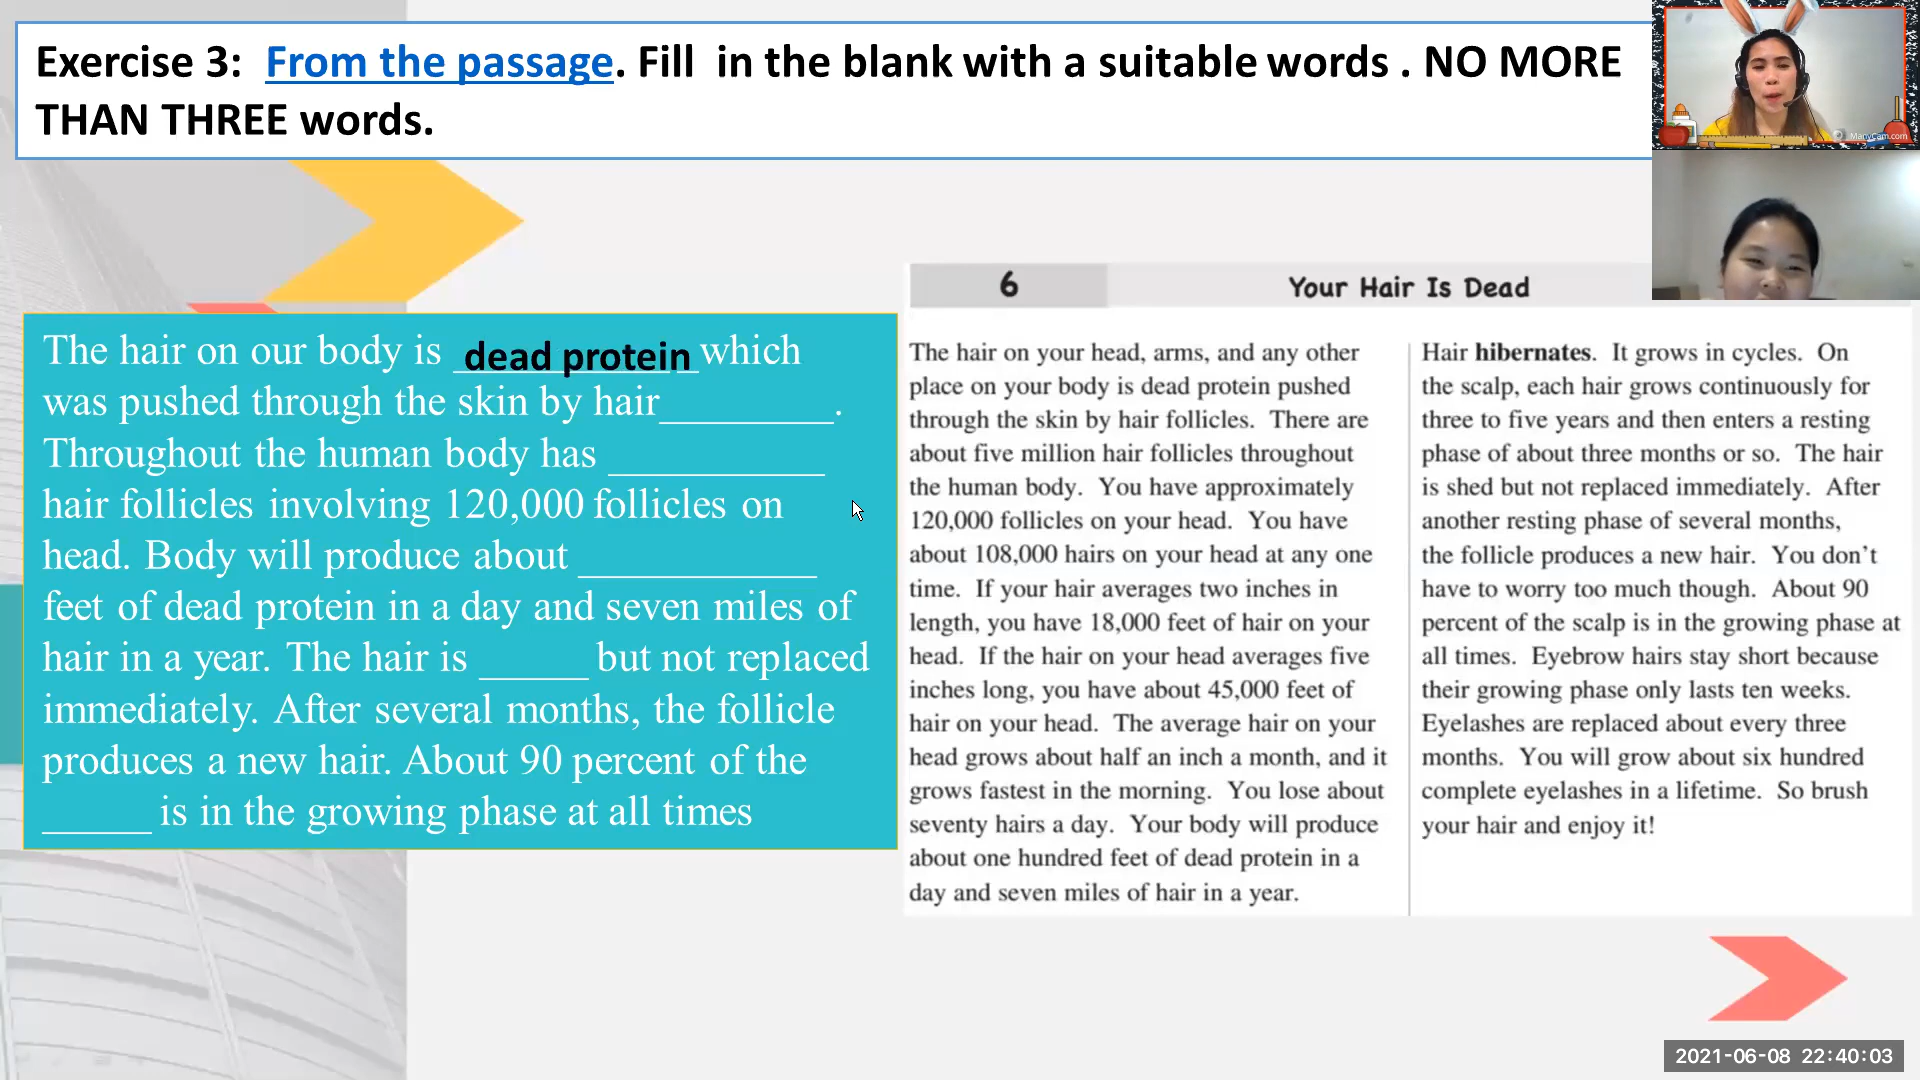 Exercise 3: From the passage. Fill in the blank with a suitable words . NO MORE
THAN THREE words.
ManyCam.com
6
Your Hair Is Dead
The hair on our body is ____________ _which
dead protein
was pushed through the skin by hair________.
Throughout the human body has __________
hair follicles involving 120,000 follicles on
head. Body will produce about ___________
feet of dead protein in a day and seven miles of
hair in a year. The hair is _____ but not replaced
immediately. After several months, the follicle
produces a new hair. About 90 percent of the
_____ is in the growing phase at all times
The hair on your head, arms, and any other
place on your body is dead protein pushed
through the skin by hair follicles. There are
about five million hair follicles throughout
the human body. You have approximately
120,000 follicles on your head. You have
about 108,000 hairs on your head at any one
time. If your hair averages two inches in
length, you have 18,000 feet of hair on your
head. If the hair on your head averages five
inches long, you have about 45,000 feet of
hair on your head. The average hair on your
head grows about half an inch a month, and it
grows fastest in the morning. You lose about
seventy hairs a day. Your body will produce
about one hundred feet of dead protein in a
day and seven miles of hair in a year.
Hair hibernates. It grows in cycles. On
the scalp, each hair grows continuously for
three to five years and then enters a resting
phase of about three months or so. The hair
is shed but not replaced immediately. After
another resting phase of several months,
the follicle produces a new hair. You don't
have to worry too much though. About 90
percent of the scalp is in the growing phase at
all times. Eyebrow hairs stay short because
their growing phase only lasts ten weeks.
Eyelashes are replaced about every three
months. You will grow about six hundred
complete eyelashes in a lifetime. So brush
your hair and enjoy it!
2021-06-08 22:40:03